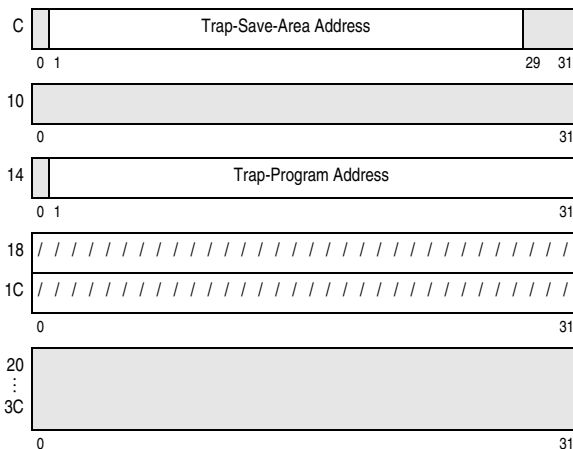 C Trap-Save-Area Address
0 1 29 31
10
0 31
14 Trap-Program Address
0 1 31
18 / / / / / / / / / / / / / / / / / / / / / / / / / / / / / / / /
1C / / / / / / / / / / / / / / / / / / / / / / / / / / / / / / / /
0 31
20
⋮
3C
0 31